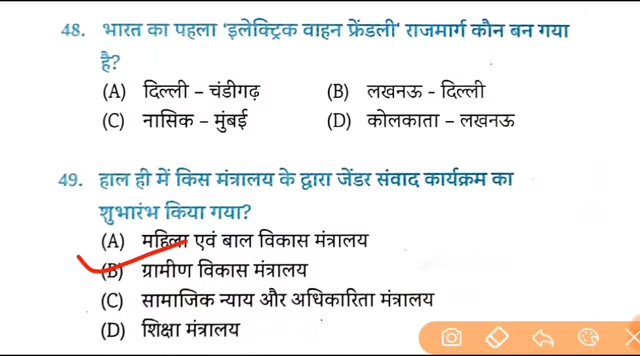 48. भारत का पहला ‘इलेक्ट्रिक वाहन फ्रेंडली’ राजमार्ग कौन बन गया
है?
(A) दिल्ली – चंडीगढ़ (B) लखनऊ - दिल्ली
(C) नासिक – मुंबई (D) कोलकाता – लखनऊ
49. हाल ही में किस मंत्रालय के द्वारा जेंडर संवाद कार्यक्रम का
शुभारंभ किया गया?
(A) महिला एवं बाल विकास मंत्रालय
(B) ग्रामीण विकास मंत्रालय
(C) सामाजिक न्याय और अधिकारिता मंत्रालय
(D) शिक्षा मंत्रालय